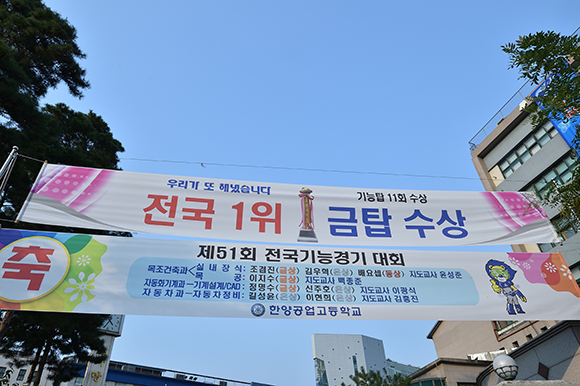 우리가 또 해냈습니다
기능탑 11회 수상
전국 1위 금탑 수상
축
제51회 전국기능경기 대회
목조건축과 실내장식: 조겸진(금상) 김우혁(은상) 배요셉(동상) 지도교사 윤성준
목공: 이지수(금상) 지도교사 백종준
자동화기계과-기계설계/CAD: 정명수(금상) 신주호(은상) 지도교사 이광식
자동차과-자동차정비: 김성윤(은상) 이현희(은상) 지도교사 김흥진
한양공업고등학교